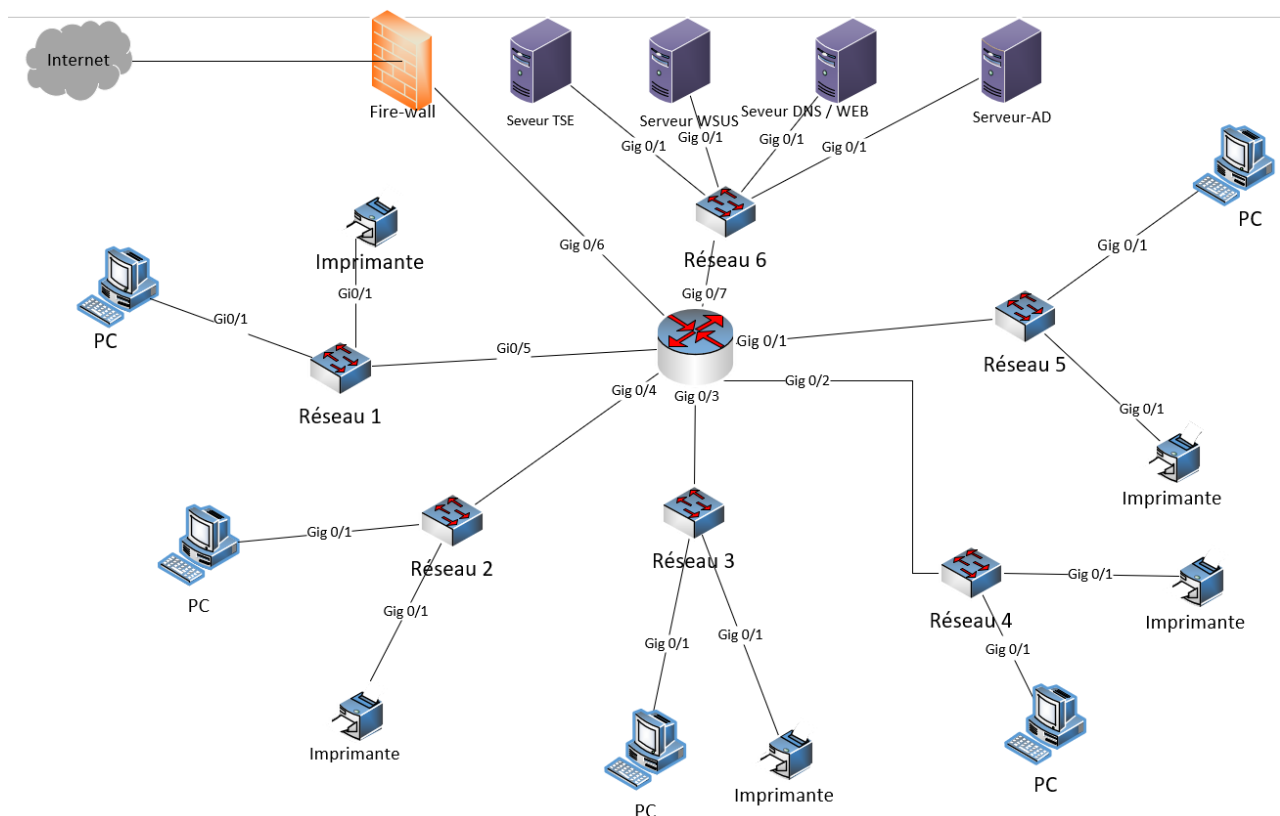 Internet
Fire-wall
Seveur TSE
Serveur WSUS
Seveur DNS / WEB
Serveur-AD
Gig 0/1
Gig 0/1
Gig 0/1
Gig 0/1
PC
Imprimante
Gig 0/6
Réseau 6
Gig 0/1
Gi0/1
Gi0/1
PC
Gig 0/7
Gi0/5
Gig 0/1
Réseau 5
Réseau 1
Gig 0/4
Gig 0/3
Gig 0/2
Gig 0/1
Imprimante
Gig 0/1
Réseau 2
Réseau 3
Gig 0/1
PC
Gig 0/1
Réseau 4
Imprimante
Gig 0/1
Gig 0/1
Gig 0/1
Imprimante
PC
Imprimante
PC